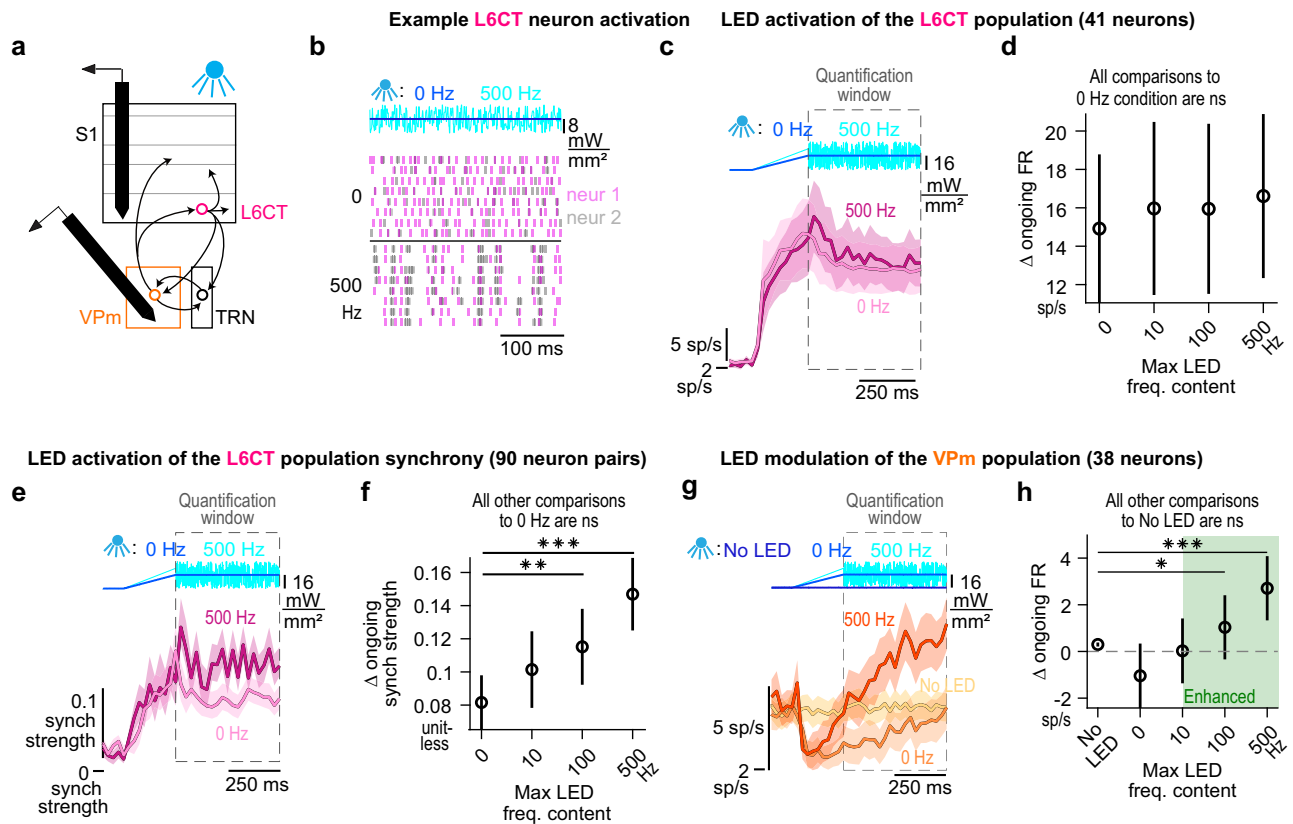 Example L6CT neuron activation
LED activation of the L6CT population (41 neurons)
a
S1
L6CT
VPm
TRN
b
: 0 Hz 500 Hz
8
mW
mm²
0
neur 1
neur 2
500
Hz
100 ms
c
Quantification
window
: 0 Hz 500 Hz
16
mW
mm²
500 Hz
0 Hz
5 sp/s
2
sp/s
250 ms
d
All comparisons to
0 Hz condition are ns
Δ ongoing FR
20
18
16
14
12
sp/s
0 10 100 500 Hz
Max LED
freq. content
LED activation of the L6CT population synchrony (90 neuron pairs)
LED modulation of the VPm population (38 neurons)
e
Quantification
window
: 0 Hz 500 Hz
16
mW
mm²
500 Hz
0 Hz
0.1
synch
strength
0
synch
strength
250 ms
f
All other comparisons
to 0 Hz are ns
***
**
Δ ongoing
synch strength
0.16
0.14
0.12
0.1
0.08
unit-
less
0 10 100 500 Hz
Max LED
freq. content
g
Quantification
window
: No LED 0 Hz 500 Hz
16
mW
mm²
500 Hz
No LED
0 Hz
5 sp/s
2
sp/s
250 ms
h
All other comparisons
to No LED are ns
***
*
Δ ongoing FR
4
2
0
-2
sp/s
Enhanced
No LED 0 10 100 500 Hz
Max LED
freq. content